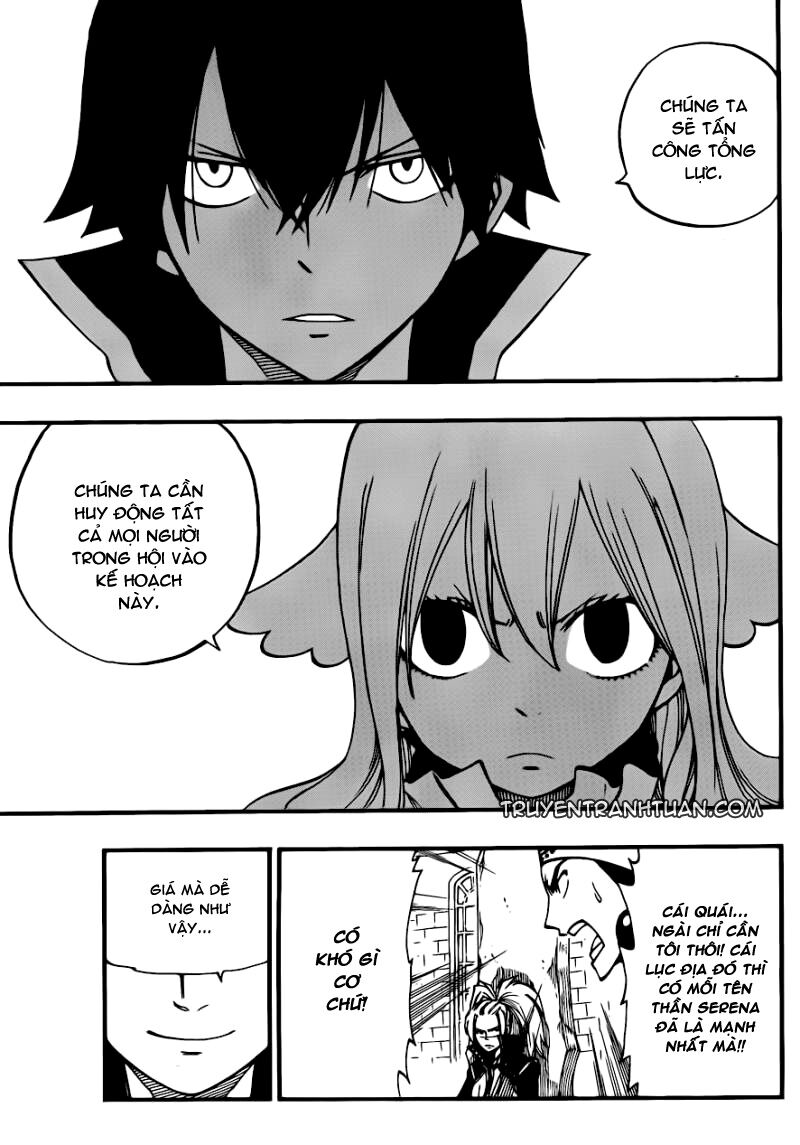 CHÚNG TA
SẼ TẤN
CÔNG TỔNG
LỰC.
CHÚNG TA CẦN
HUY ĐỘNG TẤT
CẢ MỌI NGƯỜI
TRONG HỘI VÀO
KẾ HOẠCH
NÀY.
TRUYENTRANHTUAN.COM
GIÁ MÀ DỄ
DÀNG NHƯ
VẬY...
CÓ
KHÓ GÌ
CƠ
CHỨ!
CÁI QUÁI...
NGÀI CHỈ CẦN
TÔI THÔI! CÁI
LỤC ĐỊA ĐÓ THÌ
CÓ MỖI TÊN
THẦN SERENA
ĐÃ LÀ MẠNH
NHẤT MÀ!!